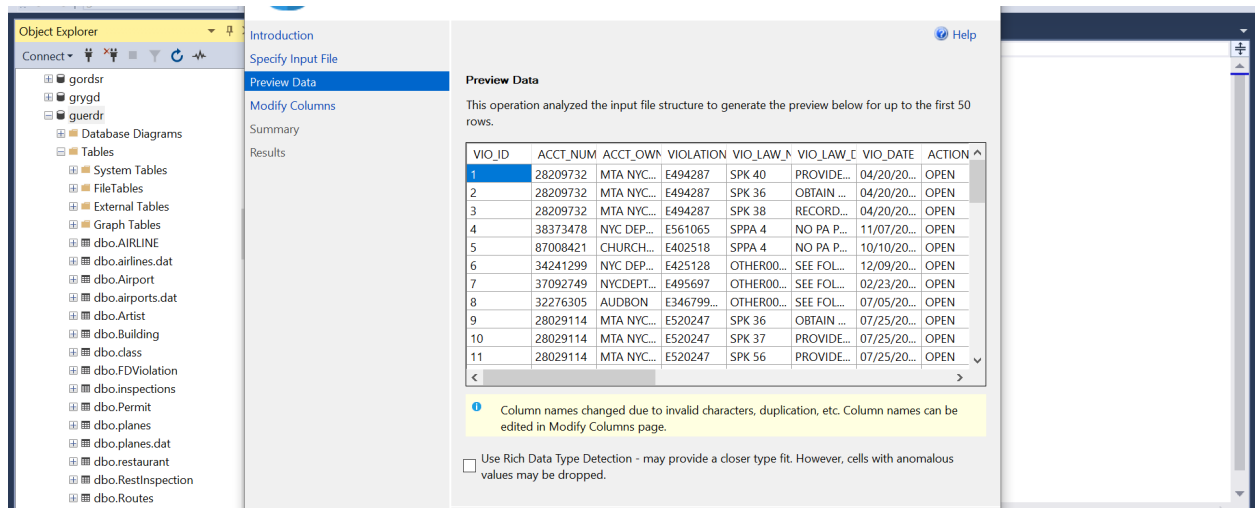 Object Explorer
Connect
gordsr
grygd
guerdr
Database Diagrams
Tables
System Tables
FileTables
External Tables
Graph Tables
dbo.AIRLINE
dbo.airlines.dat
dbo.Airport
dbo.airports.dat
dbo.Artist
dbo.Building
dbo.class
dbo.FDViolation
dbo.inspections
dbo.Permit
dbo.planes
dbo.planes.dat
dbo.restaurant
dbo.RestInspection
dbo.Routes
Introduction
Specify Input File
Preview Data
Modify Columns
Summary
Results
Help
Preview Data
This operation analyzed the input file structure to generate the preview below for up to the first 50
rows.
VIO_ID ACCT_NUM ACCT_OWN VIOLATION VIO_LAW_N VIO_LAW_D VIO_DATE ACTION
1 28209732 MTA NYC... E494287 SPK 40 PROVIDE... 04/20/20... OPEN
2 28209732 MTA NYC... E494287 SPK 36 OBTAIN ... 04/20/20... OPEN
3 28209732 MTA NYC... E494287 SPK 38 RECORD... 04/20/20... OPEN
4 38373478 NYC DEP... E561065 SPPA 4 NO PA P... 11/07/20... OPEN
5 87008421 CHURCH... E402518 SPPA 4 NO PA P... 10/10/20... OPEN
6 34241299 NYC DEP... E425128 OTHER00... SEE FOL... 12/09/20... OPEN
7 37092749 NYCDEPT... E495697 OTHER00... SEE FOL... 02/23/20... OPEN
8 32276305 AUDBON E346799... OTHER00... SEE FOL... 07/05/20... OPEN
9 28029114 MTA NYC... E520247 SPK 36 OBTAIN ... 07/25/20... OPEN
10 28029114 MTA NYC... E520247 SPK 37 PROVIDE... 07/25/20... OPEN
11 28029114 MTA NYC... E520247 SPK 56 PROVIDE... 07/25/20... OPEN
Column names changed due to invalid characters, duplication, etc. Column names can be
edited in Modify Columns page.
Use Rich Data Type Detection - may provide a closer type fit. However, cells with anomalous
values may be dropped.